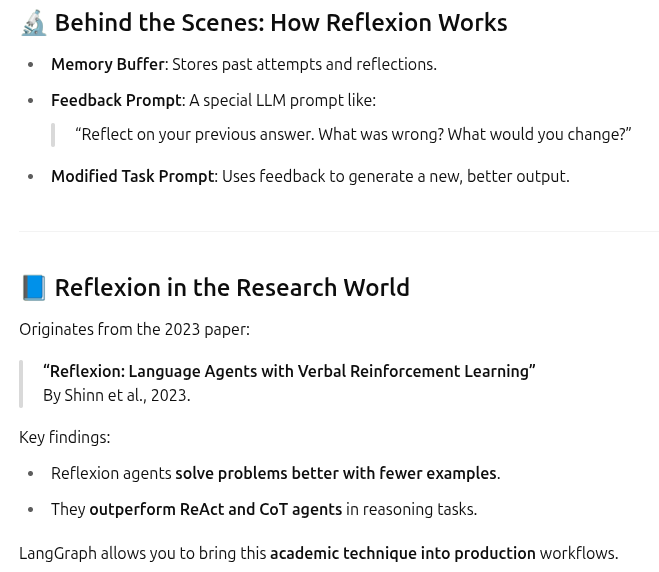 🔬 Behind the Scenes: How Reflexion Works
• Memory Buffer: Stores past attempts and reflections.
• Feedback Prompt: A special LLM prompt like:
“Reflect on your previous answer. What was wrong? What would you change?”
• Modified Task Prompt: Uses feedback to generate a new, better output.
📘 Reflexion in the Research World
Originates from the 2023 paper:
“Reflexion: Language Agents with Verbal Reinforcement Learning”
By Shinn et al., 2023.
Key findings:
• Reflexion agents solve problems better with fewer examples.
• They outperform ReAct and CoT agents in reasoning tasks.
LangGraph allows you to bring this academic technique into production workflows.